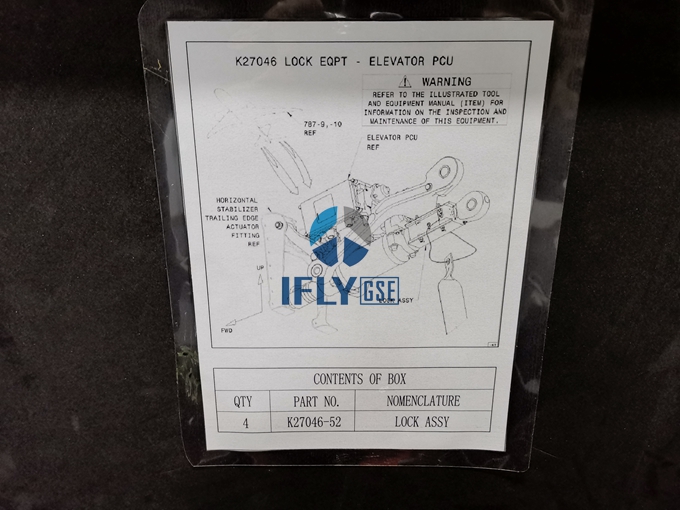 K27046 LOCK EQPT - ELEVATOR PCU
WARNING
REFER TO THE ILLUSTRATED TOOL
AND EQUIPMENT MANUAL (ITEM) FOR
INFORMATION ON THE INSPECTION AND
MAINTENANCE OF THIS EQUIPMENT.
787-9,-10
REF
ELEVATOR PCU
REF
HORIZONTAL
STABILIZER
TRAILING EDGE
ACTUATOR
FITTING
REF
UP
FWD
LOCK ASSY
IFLY GSE
CONTENTS OF BOX
QTY PART NO. NOMENCLATURE
4 K27046-52 LOCK ASSY